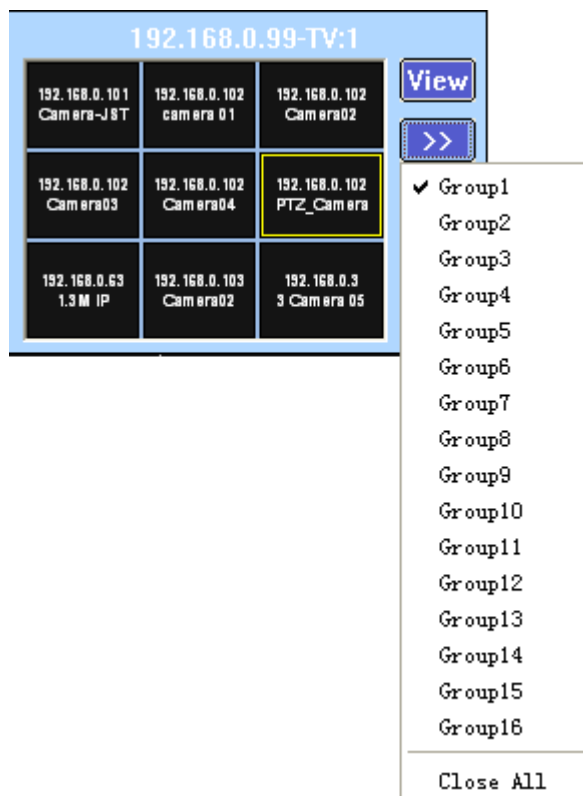 192.168.0.99-TV:1
View
>>
192.168.0.101
Camera-JST
192.168.0.102
camera 01
192.168.0.102
Camera02
192.168.0.102
Camera03
192.168.0.102
Camera04
192.168.0.102
PTZ_Camera
192.168.0.63
1.3M IP
192.168.0.103
Camera02
192.168.0.3
3 Camera 05
Group1
Group2
Group3
Group4
Group5
Group6
Group7
Group8
Group9
Group10
Group11
Group12
Group13
Group14
Group15
Group16
Close All